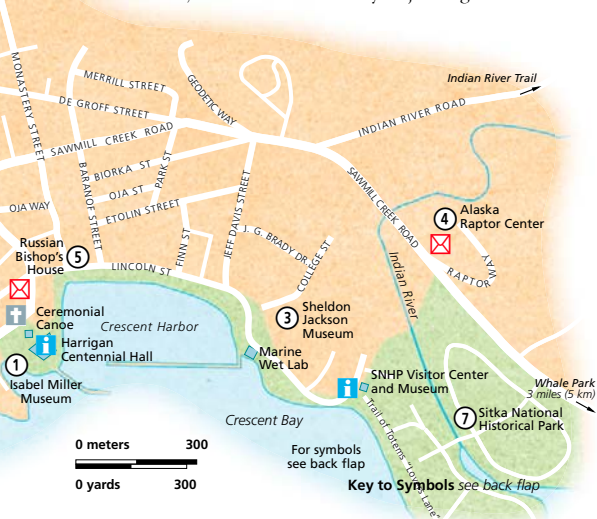 MONASTERY STREET
MERRILL STREET
GEODETIC WAY
Indian River Trail
DE GROFF STREET
INDIAN RIVER ROAD
SAWMILL CREEK ROAD
BARANOF STREET
BIORKA ST
PARK ST
OJA ST
OJA WAY
ETOLIN STREET
FINN ST
JEFF DAVIS STREET
J. G. BRADY DR
COLLEGE ST
SAWMILL CREEK ROAD
4
Alaska
Raptor Center
RAPTOR WAY
Indian River
Russian
Bishop's
House
5
LINCOLN ST
Ceremonial
Canoe
Crescent Harbor
i
Harrigan
Centennial Hall
1
Isabel Miller
Museum
3
Sheldon
Jackson
Museum
Marine
Wet Lab
i
SNHP Visitor Center
and Museum
Whale Park
3 miles (5 km)
7
Sitka National
Historical Park
Trail of Totems "Lovers Lane"
Crescent Bay
0 meters 300
0 yards 300
For symbols
see back flap
Key to Symbols see back flap